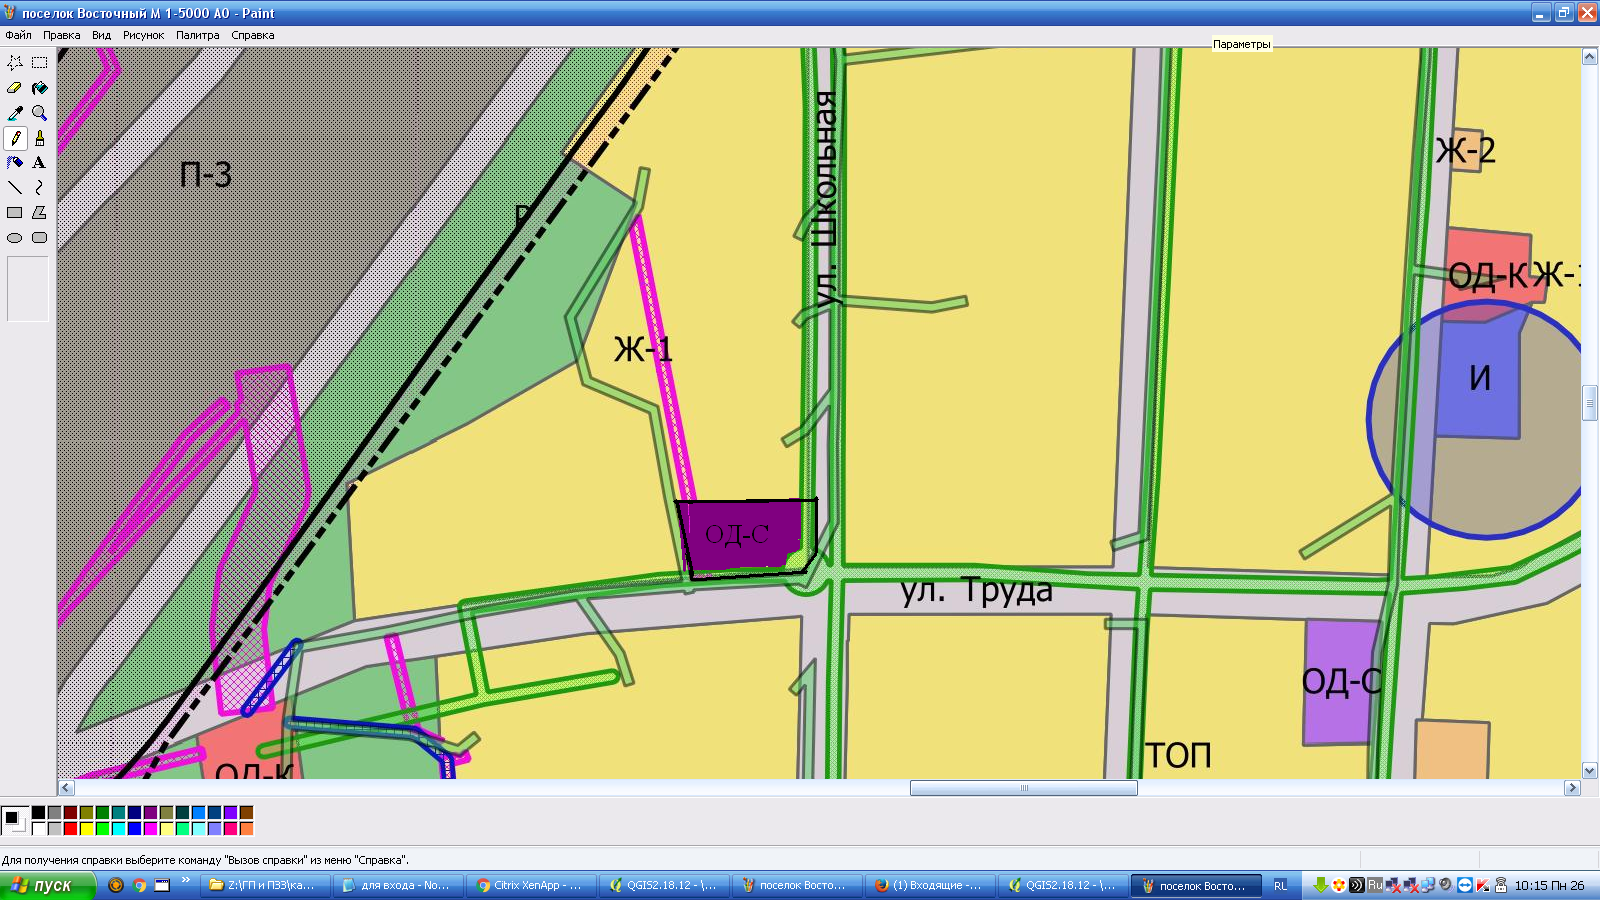 поселок Восточный М 1-5000 А0 - Paint
Файл Правка Вид Рисунок Палитра Справка
Параметры
ул. Школьная
П-3
Р
Ж-2
ОД-К Ж-1
Ж-1
И
ОД-С
ул. Труда
ОД-С
ТОП
ОД-К
Для получения справки выберите команду "Вызов справки" из меню "Справка".
пуск
»
Z:\ГП и ПЗЗ\ка...
для входа - No...
Citrix XenApp - ...
QGIS2.18.12 - \...
поселок Восто...
(1) Входящие -...
QGIS2.18.12 - \...
поселок Восто...
RL
Ru
10:15 Пн 26